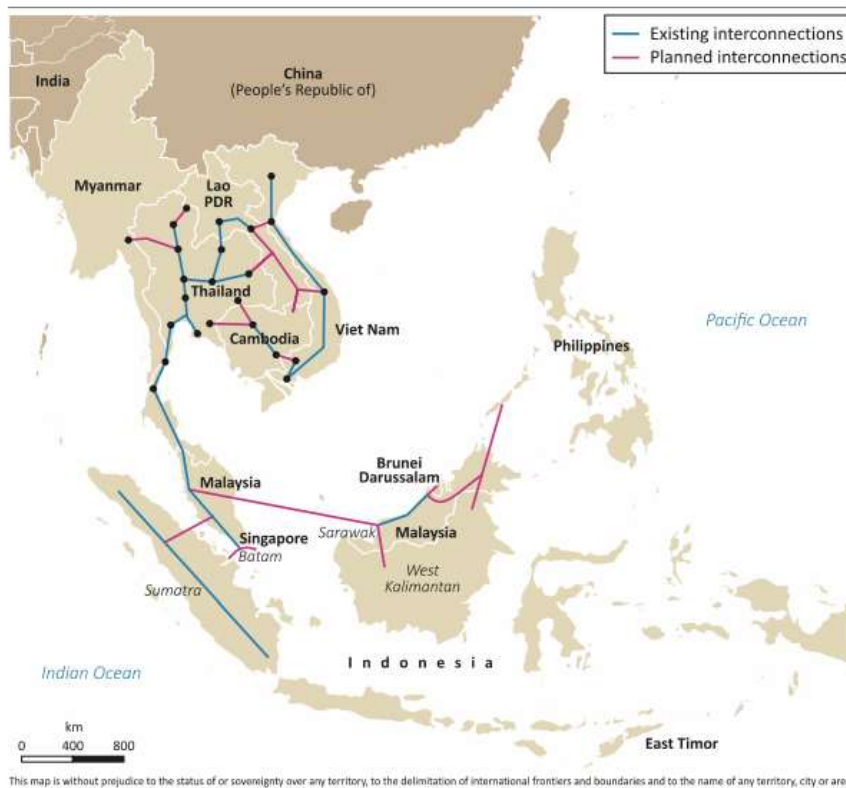 Existing interconnections
Planned interconnections
China
(People's Republic of)
India
Myanmar
Lao
PDR
Thailand
Cambodia
Viet Nam
Philippines
Pacific Ocean
Brunei
Darussalam
Malaysia
Singapore
Batam
Sarawak
Malaysia
West
Kalimantan
Sumatra
Indonesia
Indian Ocean
km
0 400 800
East Timor
This map is without prejudice to the status of or sovereignty over any territory, to the delimitation of international frontiers and boundaries and to the name of any territory, city or are